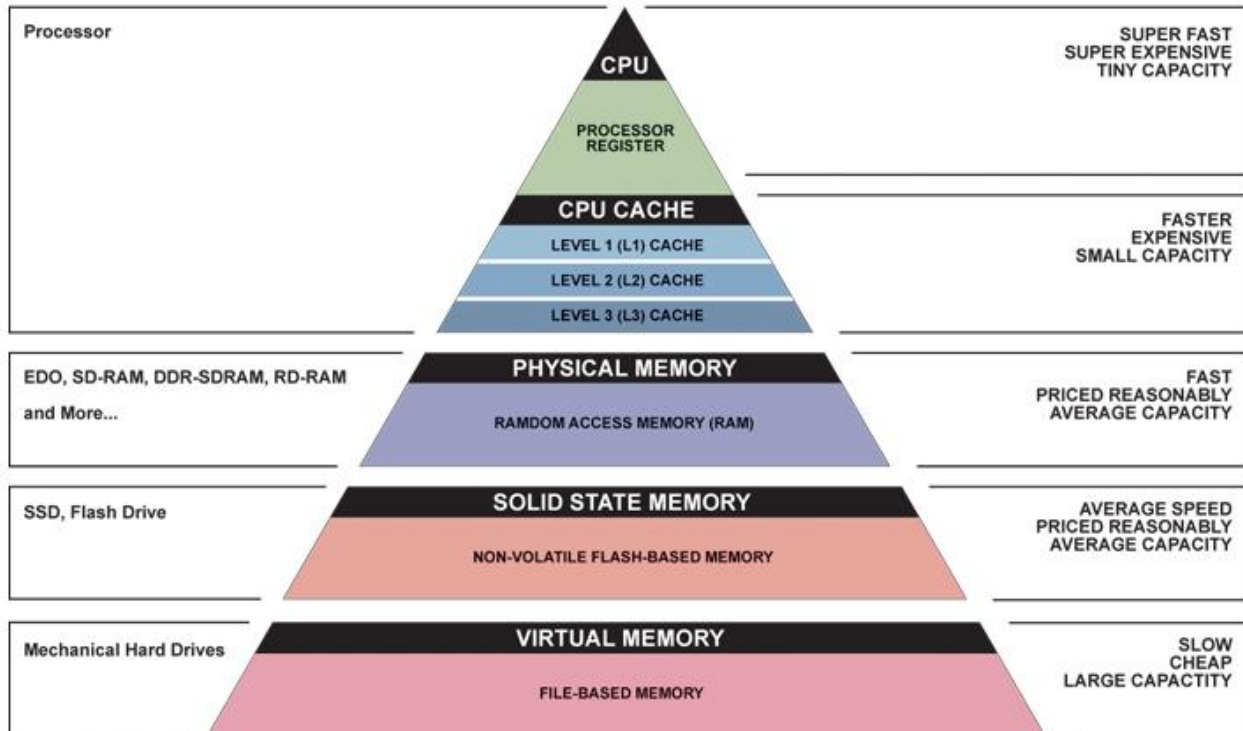 Processor
CPU
PROCESSOR
REGISTER
SUPER FAST
SUPER EXPENSIVE
TINY CAPACITY
CPU CACHE
LEVEL 1 (L1) CACHE
LEVEL 2 (L2) CACHE
LEVEL 3 (L3) CACHE
FASTER
EXPENSIVE
SMALL CAPACITY
EDO, SD-RAM, DDR-SDRAM, RD-RAM
and More...
PHYSICAL MEMORY
RAMDOM ACCESS MEMORY (RAM)
FAST
PRICED REASONABLY
AVERAGE CAPACITY
SSD, Flash Drive
SOLID STATE MEMORY
NON-VOLATILE FLASH-BASED MEMORY
AVERAGE SPEED
PRICED REASONABLY
AVERAGE CAPACITY
Mechanical Hard Drives
VIRTUAL MEMORY
FILE-BASED MEMORY
SLOW
CHEAP
LARGE CAPACTITY